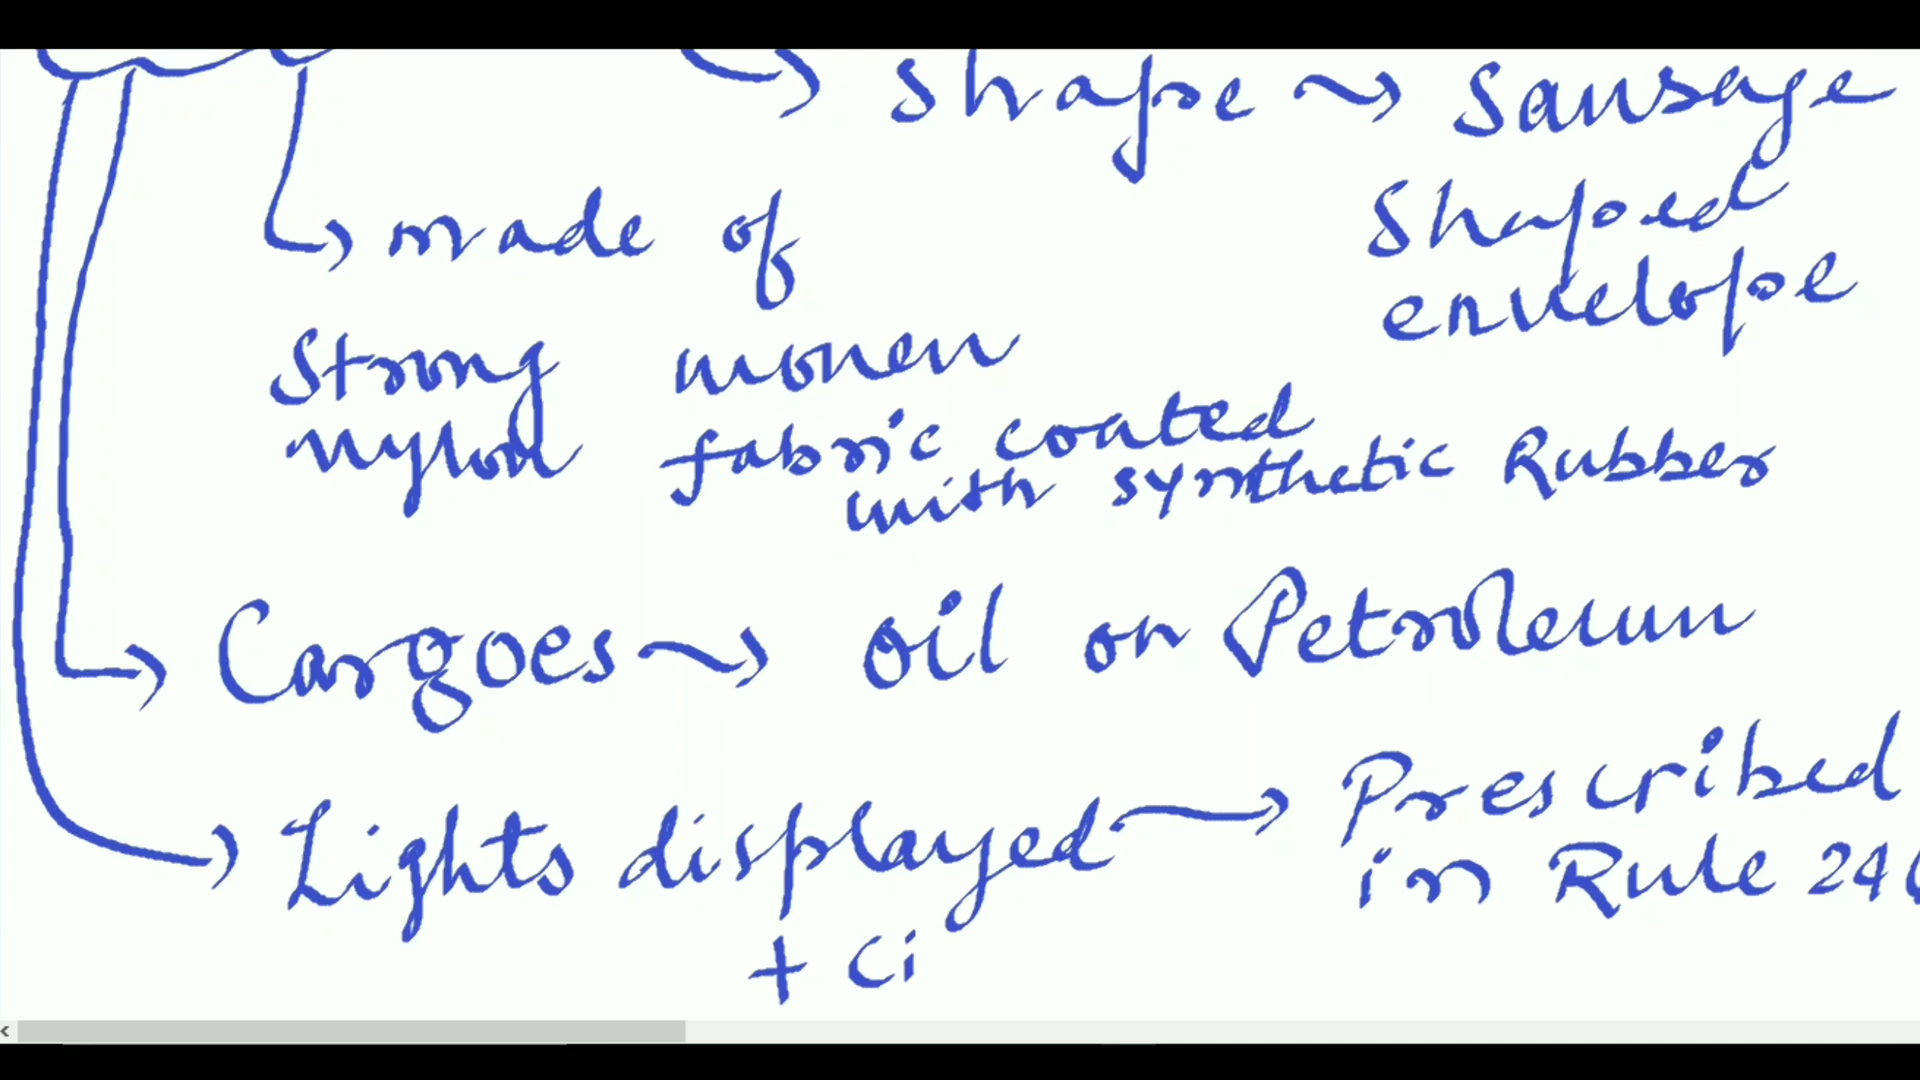 Shape → Sausage
Shaped
envelope
→ made of
Strong woven
Nylon fabric coated
with synthetic Rubber
→ Cargoes → Oil or Petroleum
→ Lights displayed → Prescribed
in Rule 24(
+ Ci